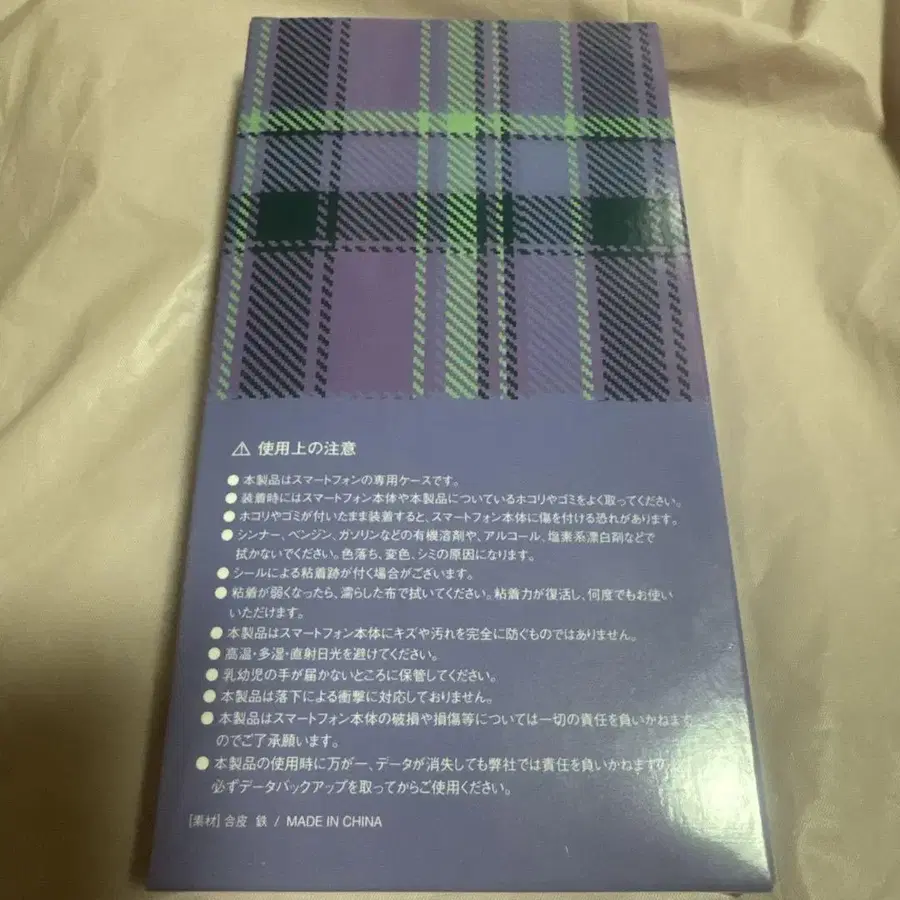 ⚠ 使用上の注意
● 本製品はスマートフォンの専用ケースです。
● 装着時にはスマートフォン本体や本製品についているホコリやゴミをよく取ってください。
● ホコリやゴミが付いたまま装着すると、スマートフォン本体に傷を付ける恐れがあります。
● シンナー、ベンジン、ガソリンなどの有機溶剤や、アルコール、塩素系漂白剤などで
拭かないでください。色落ち、変色、シミの原因になります。
● シールによる粘着跡が付く場合がございます。
● 粘着が弱くなったら、濡らした布で拭いてください。粘着力が復活し、何度でもお使い
いただけます。
● 本製品はスマートフォン本体にキズや汚れを完全に防ぐものではありません。
● 高温・多湿・直射日光を避けてください。
● 乳幼児の手が届かないところに保管してください。
● 本製品は落下による衝撃に対応しておりません。
● 本製品はスマートフォン本体の破損や損傷等については一切の責任を負いかねます
のでご了承願います。
● 本製品の使用時に万が一、データが消失しても弊社では責任を負いかねます
必ずデータバックアップを取ってからご使用ください。
[素材] 合皮 鉄 / MADE IN CHINA